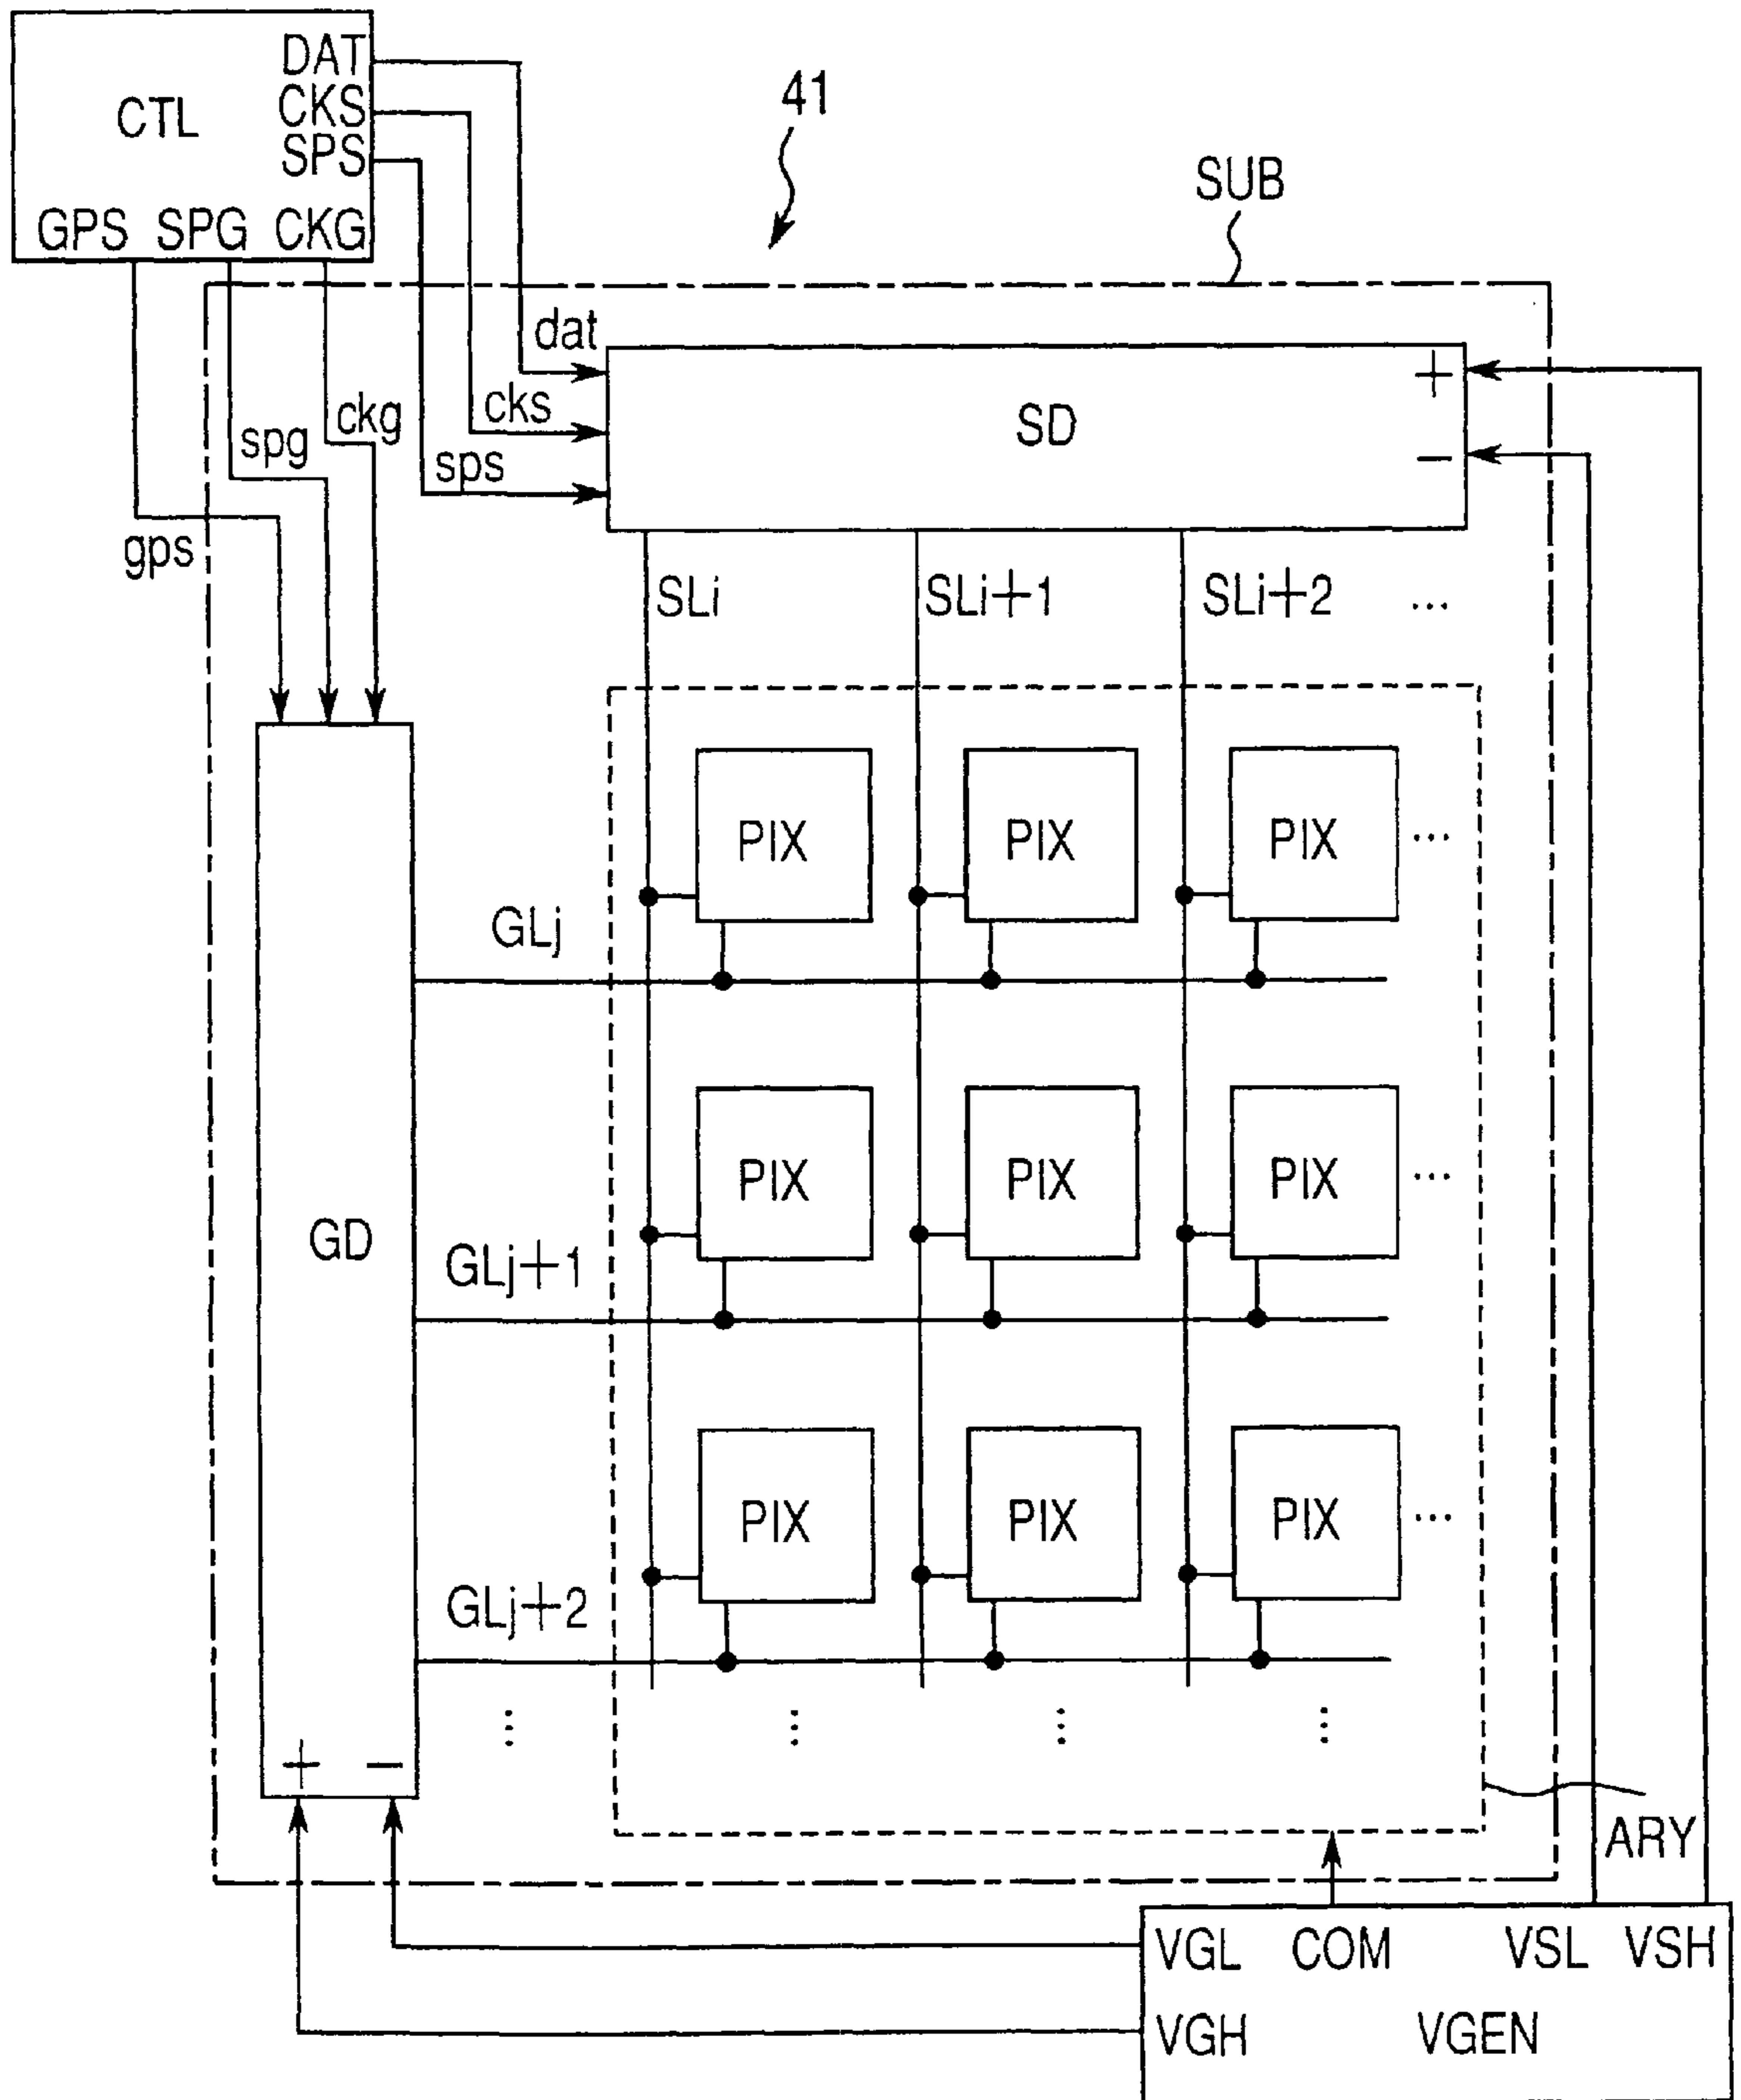 DAT
CTL
CKS
SPS
GPS SPG CKG
41
SUB
dat
cks
sps
ckg
spg
gps
SD
+
−
SLi SLi+1 SLi+2 ...
PIX PIX PIX ...
GLj
PIX PIX PIX ...
GD
GLj+1
PIX PIX PIX ...
GLj+2
+ −
ARY
VGL COM VSL VSH
VGH VGEN